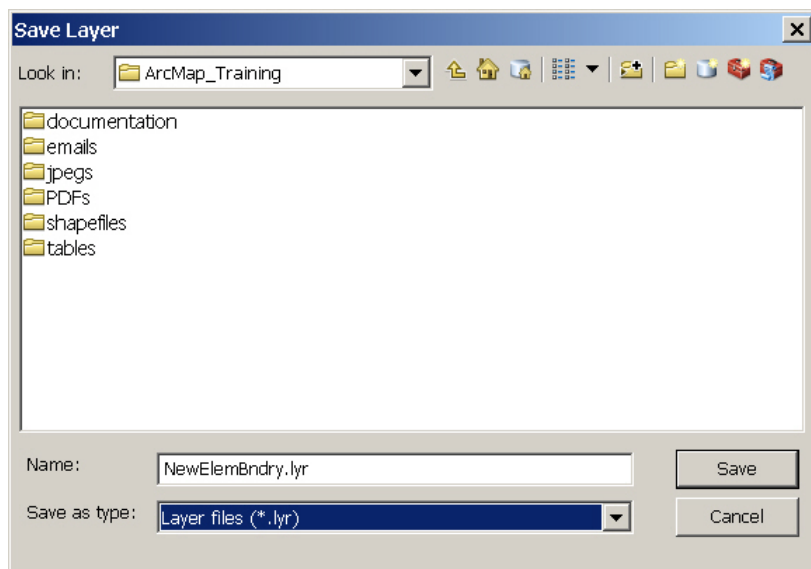 Save Layer
Look in: ArcMap_Training
documentation
emails
jpegs
PDFs
shapefiles
tables
Name: NewElemBndry.lyr Save
Save as type: Layer files (*.lyr) Cancel